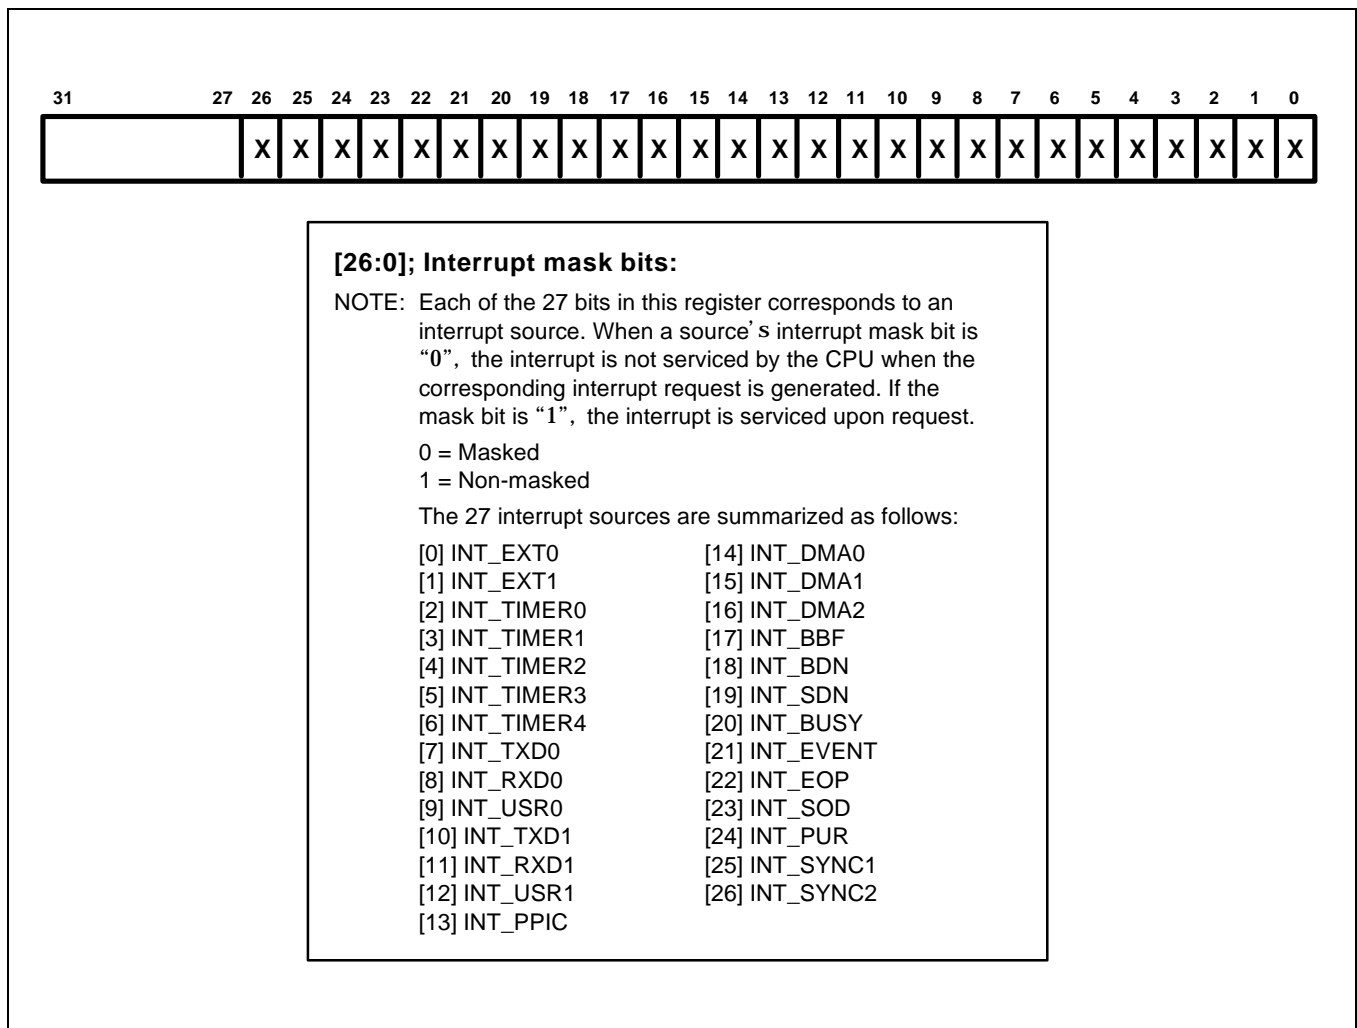 31 27 26 25 24 23 22 21 20 19 18 17 16 15 14 13 12 11 10 9 8 7 6 5 4 3 2 1 0
X X X X X X X X X X X X X X X X X X X X X X X X X X X
[26:0]; Interrupt mask bits:
NOTE: Each of the 27 bits in this register corresponds to an
interrupt source. When a source’s interrupt mask bit is
“0”, the interrupt is not serviced by the CPU when the
corresponding interrupt request is generated. If the
mask bit is “1”, the interrupt is serviced upon request.
0 = Masked
1 = Non-masked
The 27 interrupt sources are summarized as follows:
[0] INT_EXT0
[1] INT_EXT1
[2] INT_TIMER0
[3] INT_TIMER1
[4] INT_TIMER2
[5] INT_TIMER3
[6] INT_TIMER4
[7] INT_TXD0
[8] INT_RXD0
[9] INT_USR0
[10] INT_TXD1
[11] INT_RXD1
[12] INT_USR1
[13] INT_PPIC
[14] INT_DMA0
[15] INT_DMA1
[16] INT_DMA2
[17] INT_BBF
[18] INT_BDN
[19] INT_SDN
[20] INT_BUSY
[21] INT_EVENT
[22] INT_EOP
[23] INT_SOD
[24] INT_PUR
[25] INT_SYNC1
[26] INT_SYNC2